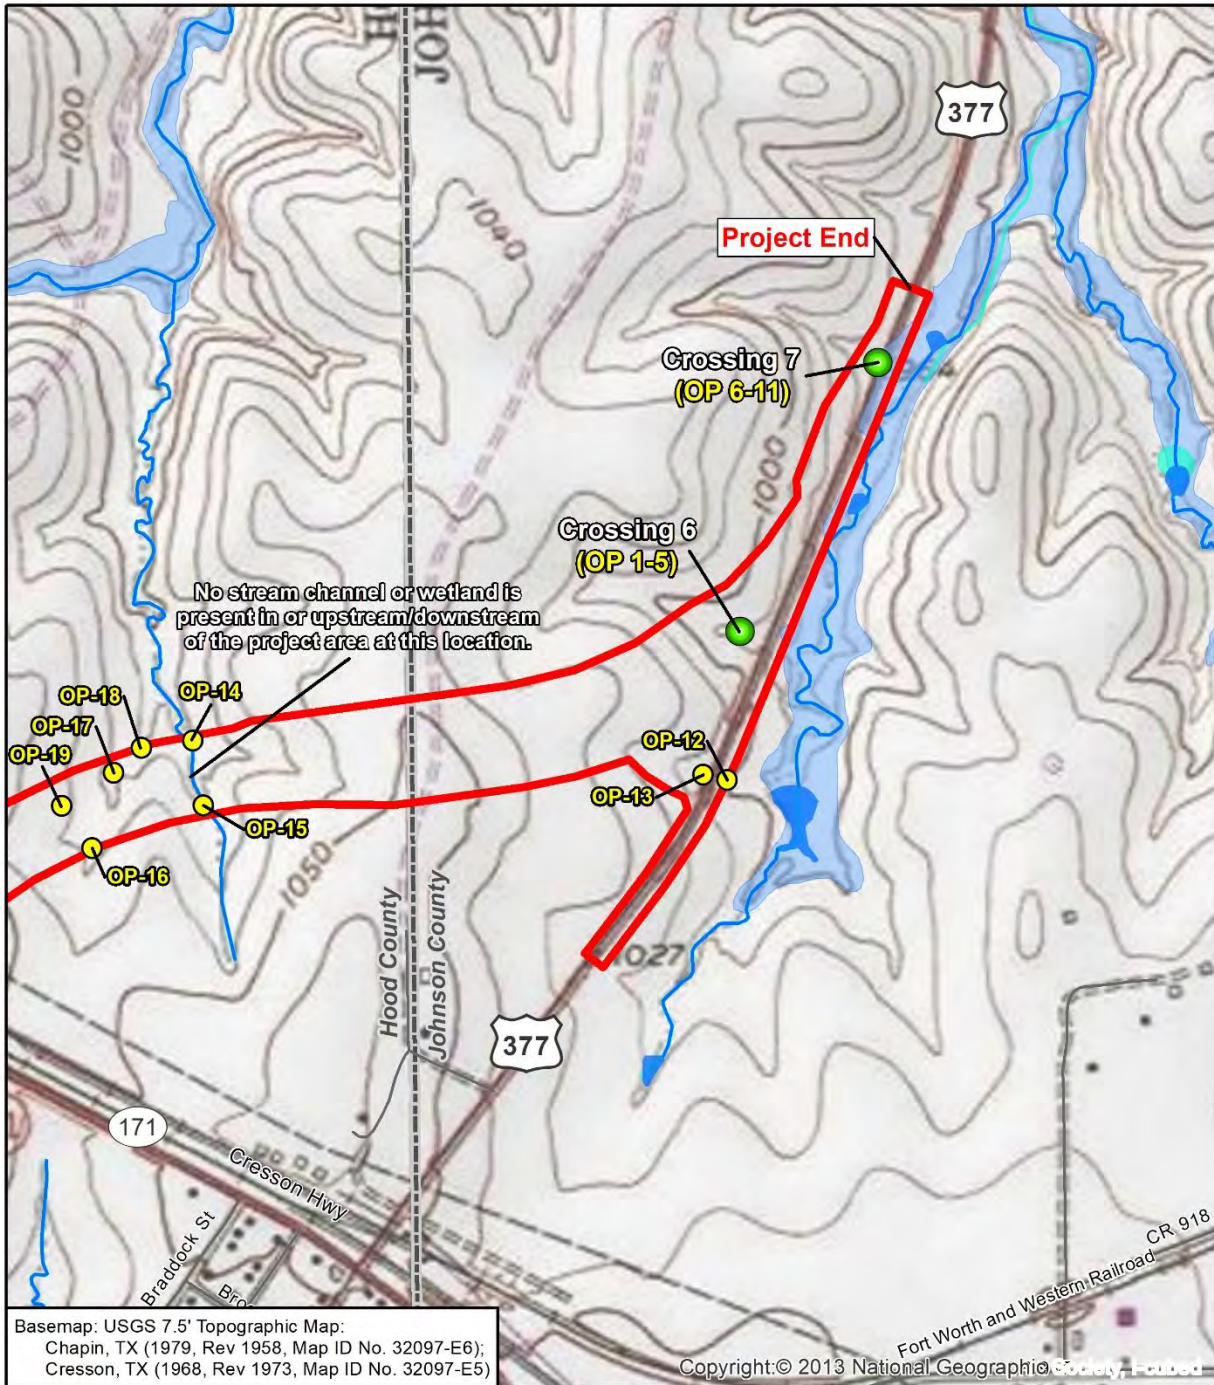 HOJ
H
1000
377
1040
Project End
Crossing 7
(OP 6-11)
1000
Crossing 6
(OP 1-5)
No stream channel or wetland is
present in or upstream/downstream
of the project area at this location.
OP-18
OP-14
OP-17
OP-19
OP-12
OP-13
OP-15
OP-16
1050
Hood County
Johnson County
1027
377
171
Cresson Hwy
Braddock St
Bro
CR 918
Fort Worth and Western Railroad
Basemap: USGS 7.5' Topographic Map:
Chapin, TX (1979, Rev 1958, Map ID No. 32097-E6);
Cresson, TX (1968, Rev 1973, Map ID No. 32097-E5)
Copyright:© 2013 National Geographic Society, i-cubed